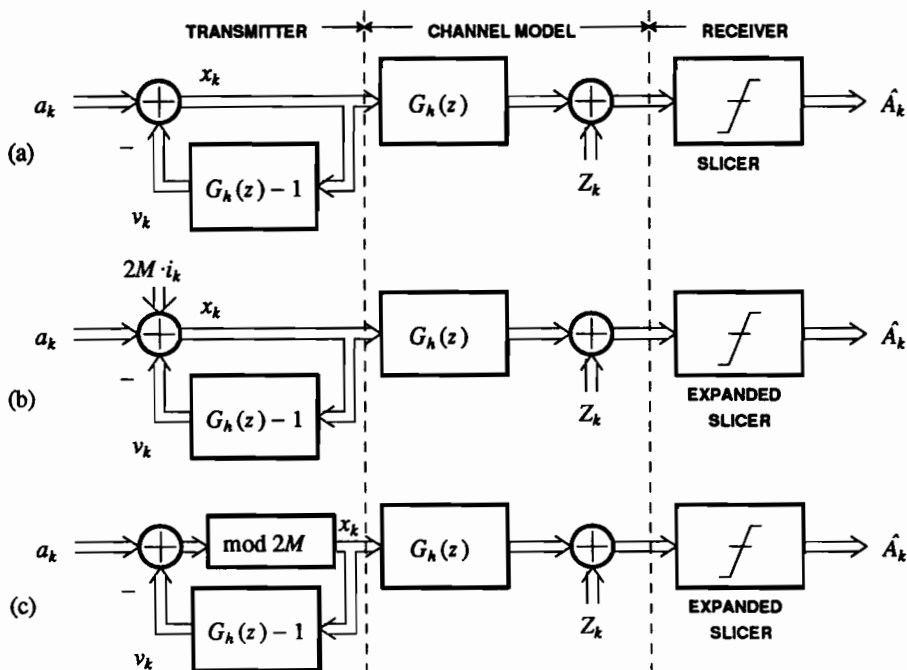 TRANSMITTER CHANNEL MODEL RECEIVER
(a)
a_k
x_k
G_h(z)
Â_k
−
G_h(z) − 1
v_k
Z_k
SLICER
(b)
2M·i_k
a_k
x_k
G_h(z)
Â_k
−
G_h(z) − 1
v_k
Z_k
EXPANDED
SLICER
(c)
a_k
mod 2M
x_k
G_h(z)
Â_k
−
G_h(z) − 1
v_k
Z_k
EXPANDED
SLICER